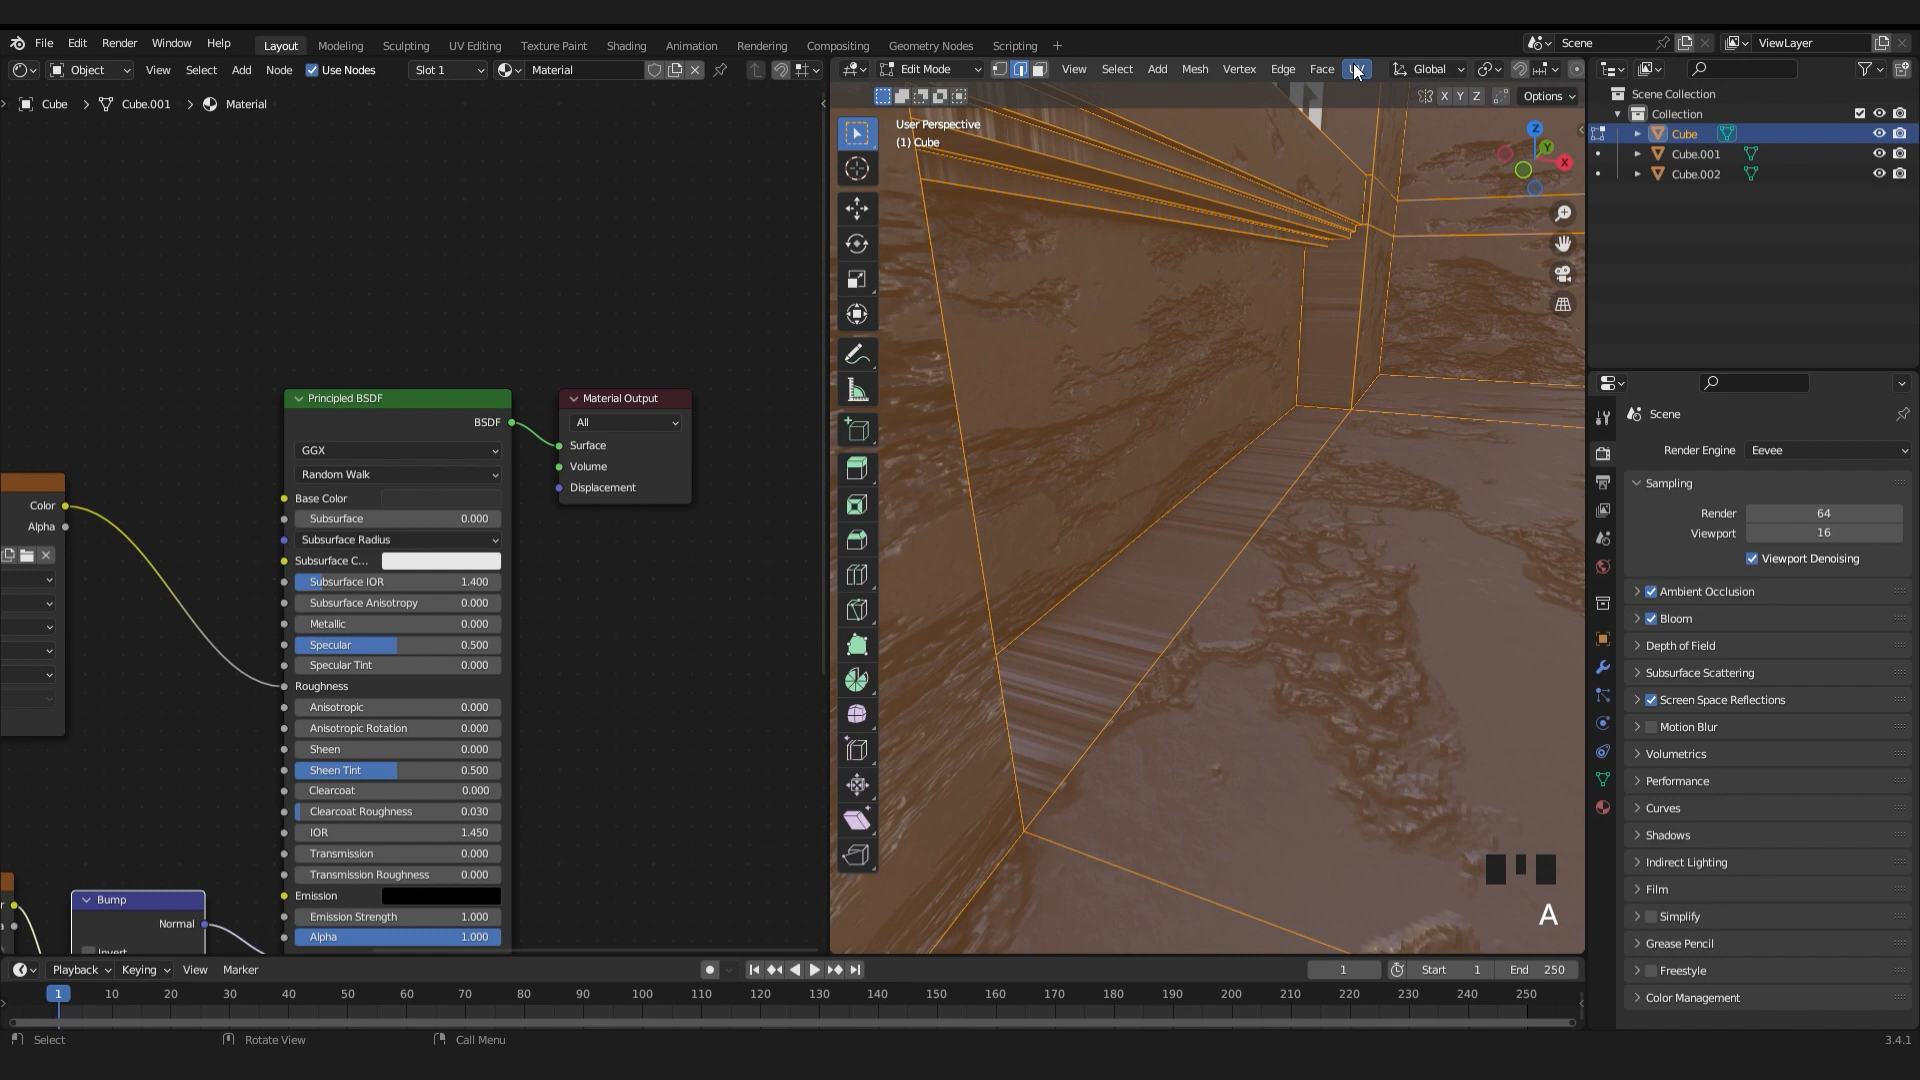 File Edit Render Window Help Layout Modeling Sculpting UV Editing Texture Paint Shading Animation Rendering Compositing Geometry Nodes Scripting + Scene ViewLayer
Object View Select Add Node Use Nodes Slot 1 Material Edit Mode View Select Add Mesh Vertex Edge Face Global
Cube Cube.001 Material
X Y Z Options
User Perspective
(1) Cube
Z
Y
X
Scene Collection
Collection
Cube
Cube.001
Cube.002
Principled BSDF
BSDF
GGX
Random Walk
Base Color
Subsurface 0.000
Subsurface Radius
Subsurface C...
Subsurface IOR 1.400
Subsurface Anisotropy 0.000
Metallic 0.000
Specular 0.500
Specular Tint 0.000
Roughness
Anisotropic 0.000
Anisotropic Rotation 0.000
Sheen 0.000
Sheen Tint 0.500
Clearcoat 0.000
Clearcoat Roughness 0.030
IOR 1.450
Transmission 0.000
Transmission Roughness 0.000
Emission
Emission Strength 1.000
Alpha 1.000
Material Output
All
Surface
Volume
Displacement
Color
Alpha
Bump
Normal
Invert
A
Scene
Render Engine Eevee
Sampling
Render 64
Viewport 16
Viewport Denoising
Ambient Occlusion
Bloom
Depth of Field
Subsurface Scattering
Screen Space Reflections
Motion Blur
Volumetrics
Performance
Curves
Shadows
Indirect Lighting
Film
Simplify
Grease Pencil
Freestyle
Color Management
Playback Keying View Marker 1 Start 1 End 250
1 10 20 30 40 50 60 70 80 90 100 110 120 130 140 150 160 170 180 190 200 210 220 230 240 250
Select Rotate View Call Menu 3.4.1